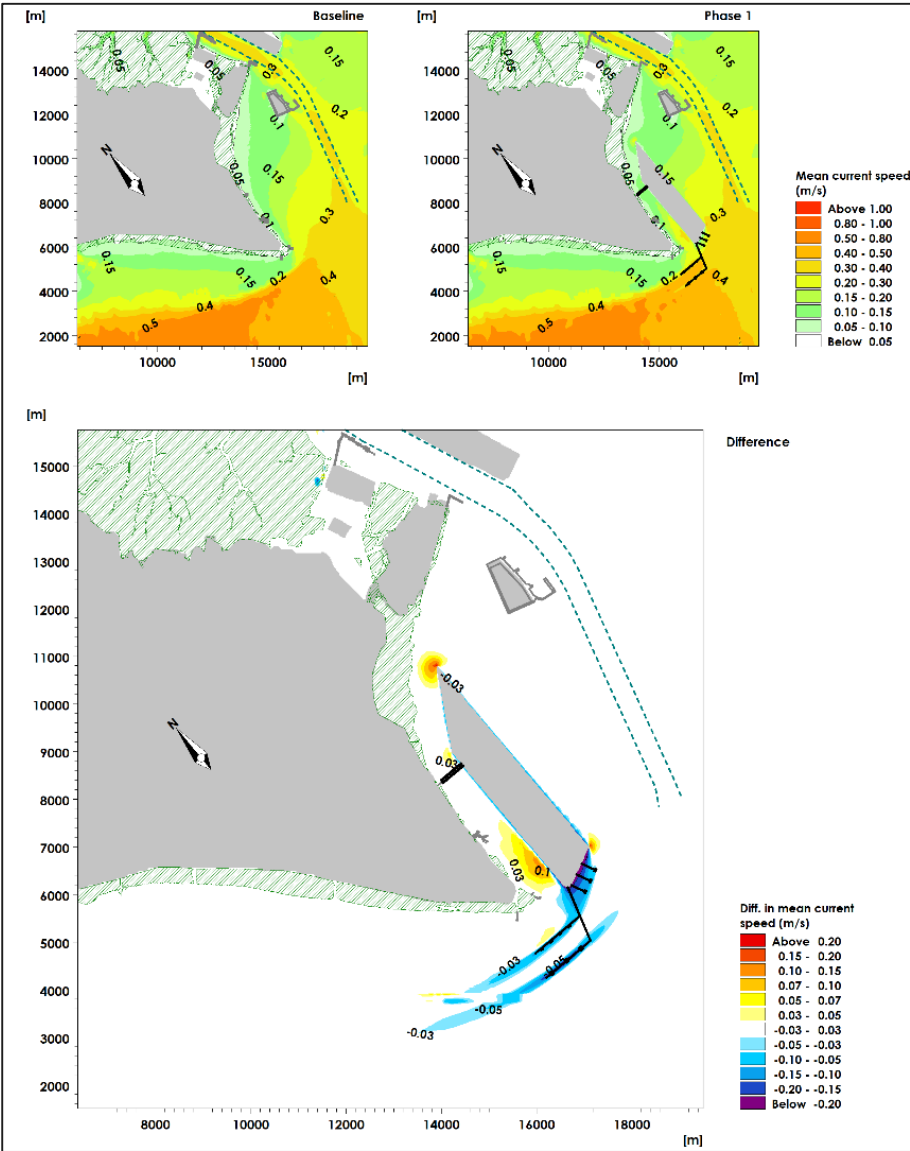 [m]
Baseline
14000
12000
10000
8000
6000
4000
2000
0.05
0.3
0.15
0.05
0.2
0.1
0.15
0.05
N
0.1
0.3
0.15
0.2
0.4
0.4
0.5
10000
15000
[m]
[m]
Phase 1
14000
12000
10000
8000
6000
4000
2000
0.05
0.3
0.15
0.05
0.2
0.1
0.15
0.05
N
0.1
0.3
0.15
0.2
0.4
0.4
0.5
10000
15000
[m]
Mean current speed
(m/s)
Above 1.00
0.80 - 1.00
0.50 - 0.80
0.40 - 0.50
0.30 - 0.40
0.20 - 0.30
0.15 - 0.20
0.10 - 0.15
0.05 - 0.10
Below 0.05
[m]
Difference
15000
14000
13000
12000
11000
10000
9000
8000
7000
6000
5000
4000
3000
2000
-0.03
N
0.03
0.03
0.1
-0.03
-0.05
-0.05
-0.03
8000
10000
12000
14000
16000
18000
[m]
Diff. in mean current
speed (m/s)
Above 0.20
0.15 - 0.20
0.10 - 0.15
0.07 - 0.10
0.05 - 0.07
0.03 - 0.05
-0.03 - 0.03
-0.05 - -0.03
-0.10 - -0.05
-0.15 - -0.10
-0.20 - -0.15
Below -0.20